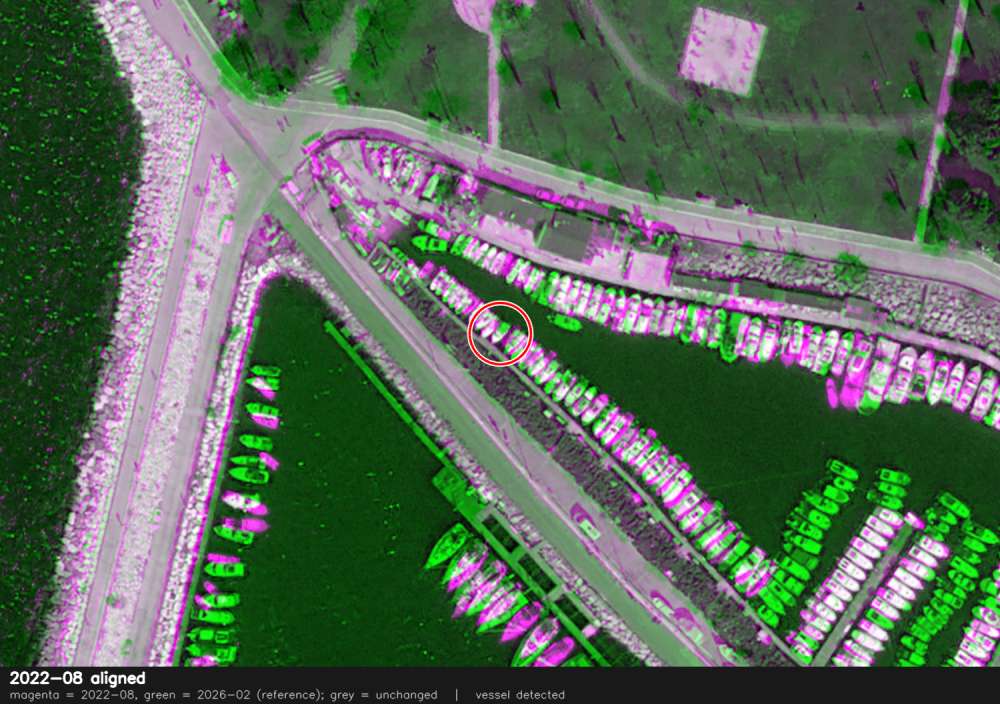 2022-08 aligned
magenta = 2022-08, green = 2026-02 (reference); grey = unchanged | vessel detected